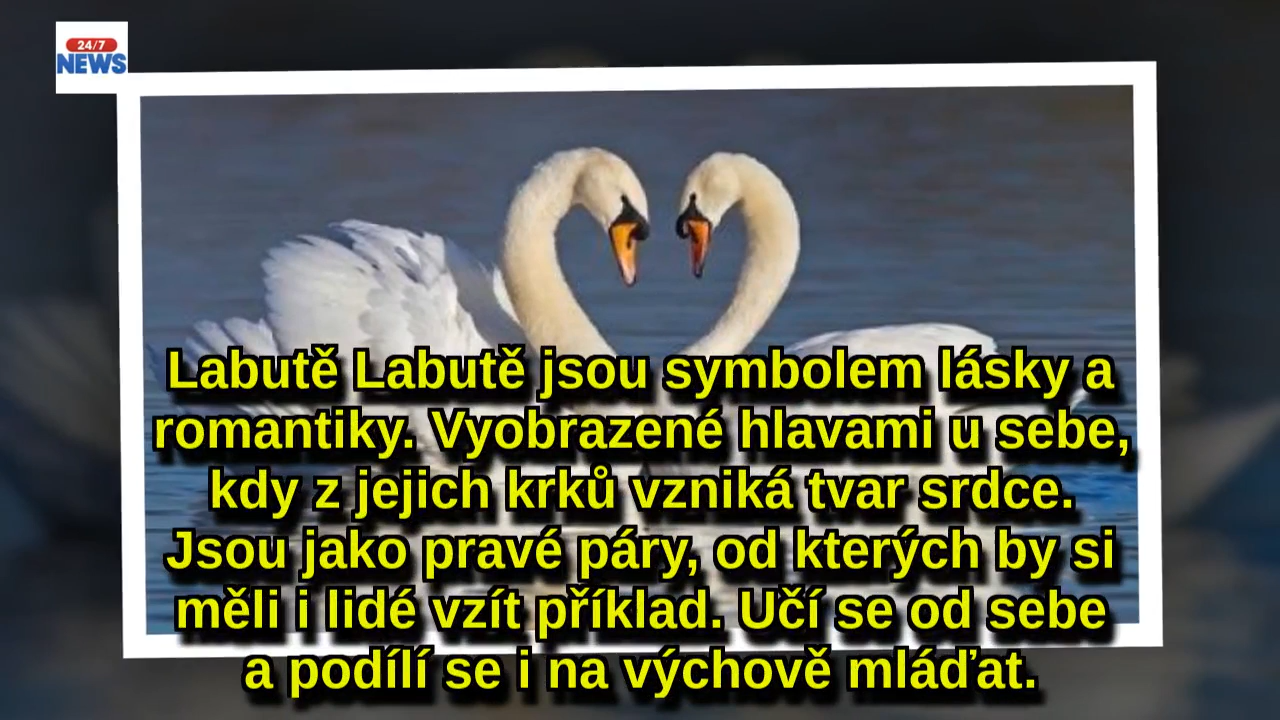 24/7
NEWS
Labutě Labutě jsou symbolem lásky a
romantiky. Vyobrazené hlavami u sebe,
kdy z jejich krků vzniká tvar srdce.
Jsou jako pravé páry, od kterých by si
měli i lidé vzít příklad. Učí se od sebe
a podílí se i na výchově mláďat.